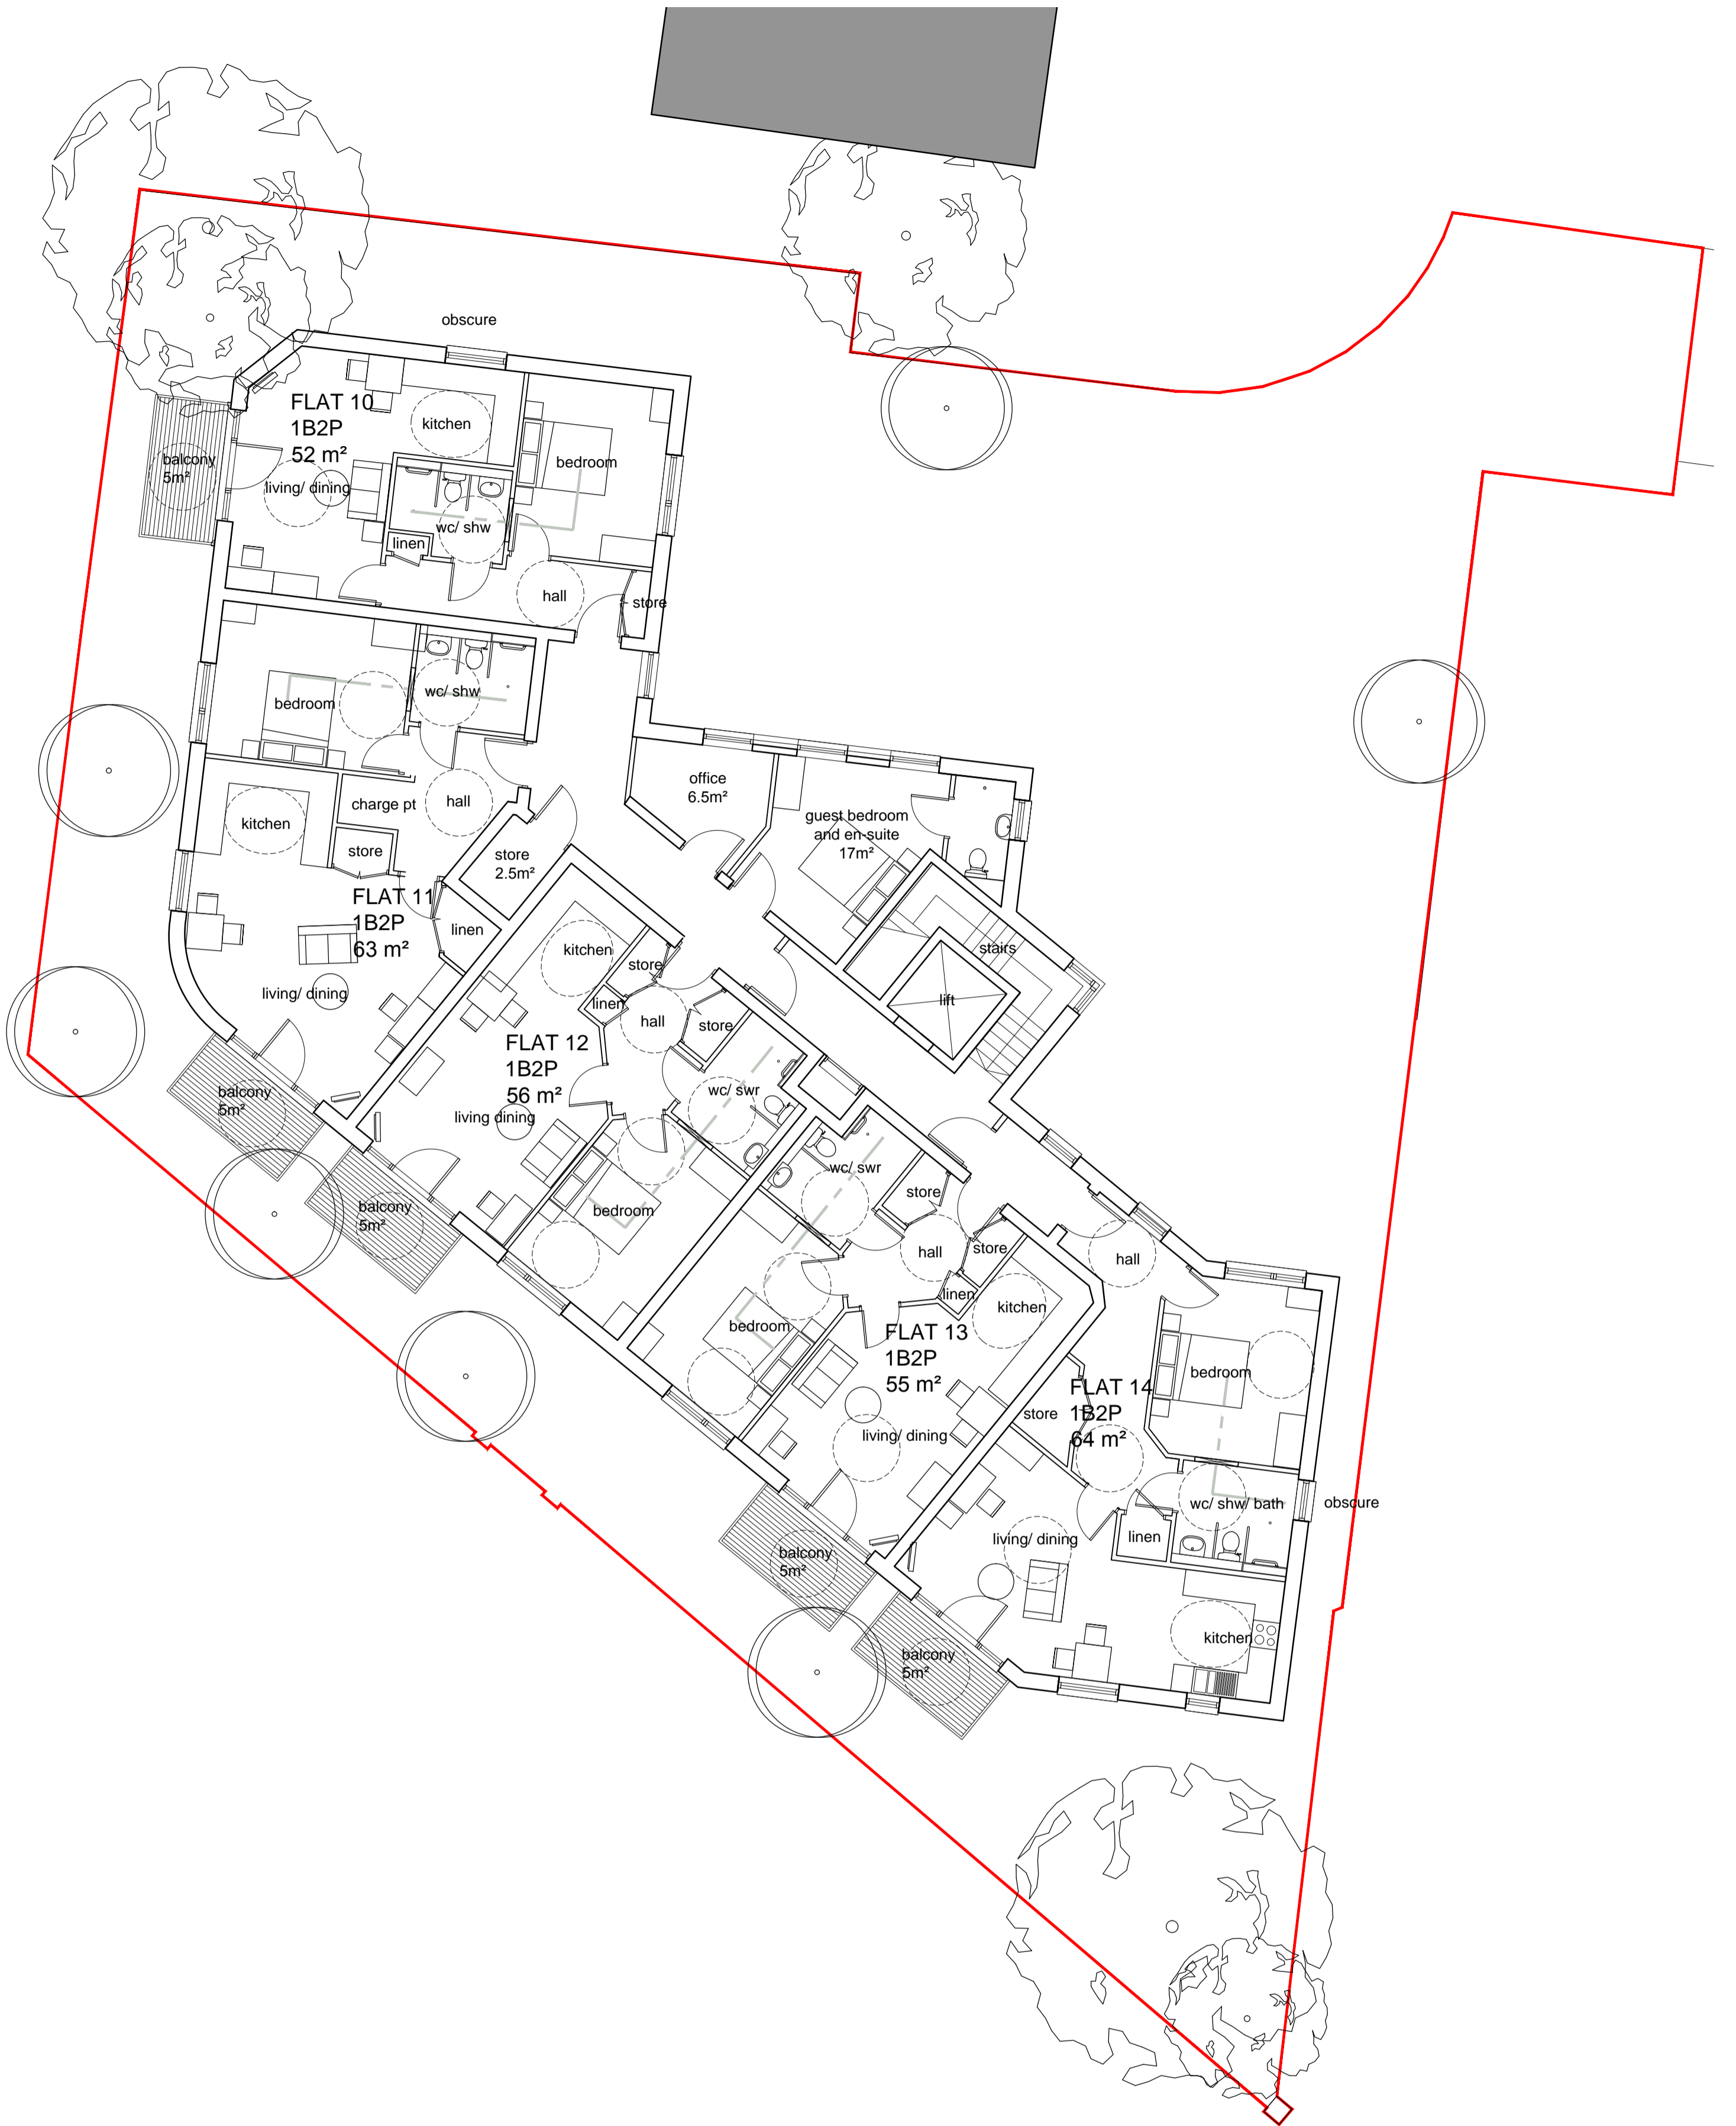 obscure
FLAT 10
1B2P
52 m²
kitchen
bedroom
balcony
5m²
living/ dining
wc/ shw
linen
hall
store
bedroom
wc/ shw
charge pt
hall
kitchen
store
store
2.5m²
FLAT 11
1B2P
63 m²
linen
living/ dining
balcony
5m²
office
6.5m²
guest bedroom
and en-suite
17m²
stairs
lift
kitchen
store
linen
hall
store
FLAT 12
1B2P
56 m²
living dining
wc/ swr
bedroom
balcony
5m²
wc/ swr
store
hall
store
linen
kitchen
bedroom
FLAT 13
1B2P
55 m²
living/ dining
balcony
5m²
hall
bedroom
FLAT 14
1B2P
64 m²
store
wc/ shw/ bath
obscure
linen
living/ dining
kitchen
balcony
5m²